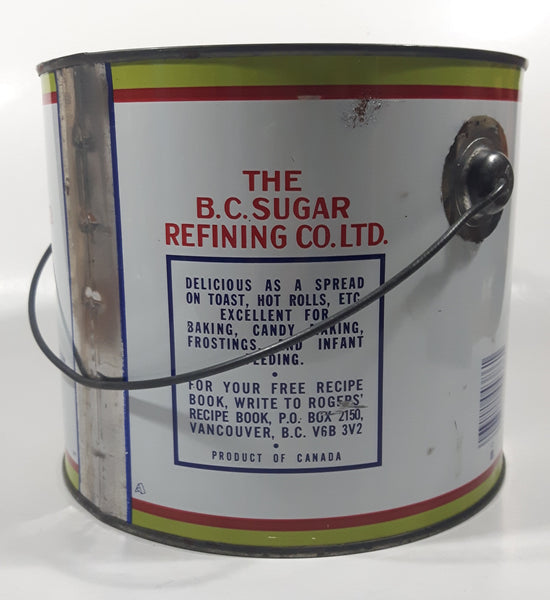 THE
B.C. SUGAR
REFINING CO. LTD.
DELICIOUS AS A SPREAD
ON TOAST, HOT ROLLS, ETC.
EXCELLENT FOR
BAKING, CANDY MAKING,
FROSTINGS, AND INFANT
FEEDING.
•
FOR YOUR FREE RECIPE
BOOK, WRITE TO ROGERS'
RECIPE BOOK, P.O. BOX 2150,
VANCOUVER, B.C. V6B 3V2
•
PRODUCT OF CANADA
A